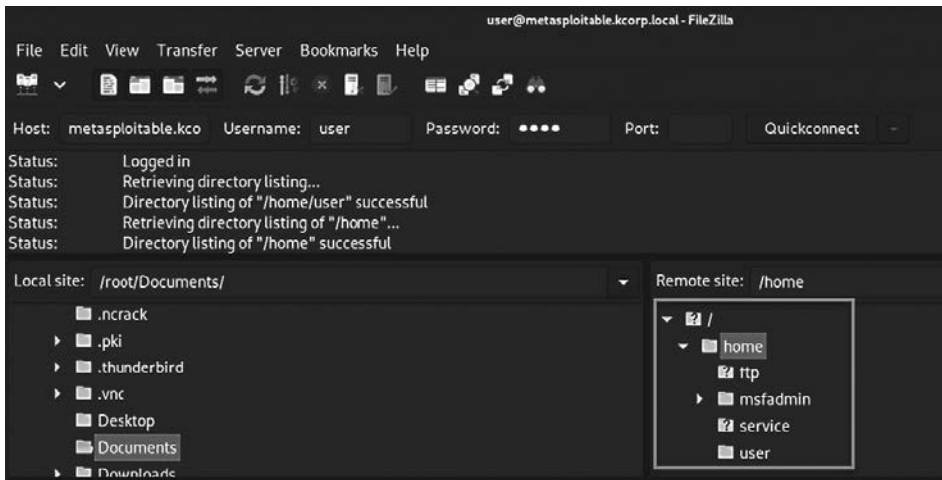 user@metasploitable.kcorp.local - FileZilla
File Edit View Transfer Server Bookmarks Help
Host: metasploitable.kco Username: user Password: •••• Port: Quickconnect
Status: Logged in
Status: Retrieving directory listing...
Status: Directory listing of "/home/user" successful
Status: Retrieving directory listing of "/home"...
Status: Directory listing of "/home" successful
Local site: /root/Documents/
.ncrack
.pki
.thunderbird
.vnc
Desktop
Documents
Downloads
Remote site: /home
/
home
ftp
msfadmin
service
user